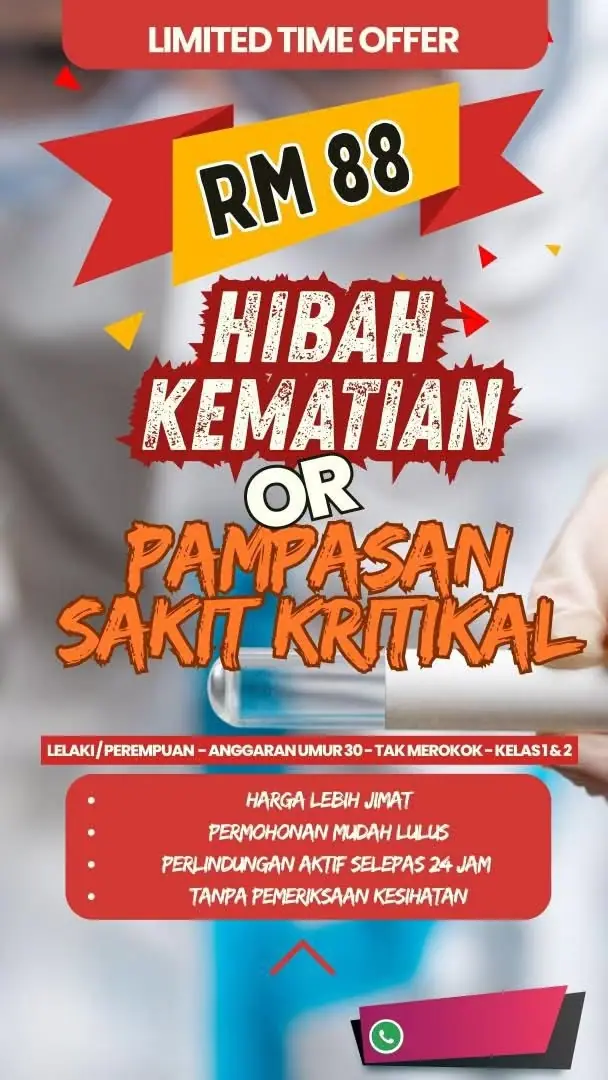 LIMITED TIME OFFER
RM 88
HIBAH
KEMATIAN
OR
PAMPASAN
SAKIT KRITIKAL
LELAKI / PEREMPUAN - ANGGARAN UMUR 30 - TAK MEROKOK - KELAS 1 & 2
• HARGA LEBIH JIMAT
• PERMOHONAN MUDAH LULUS
• PERLINDUNGAN AKTIF SELEPAS 24 JAM
• TANPA PEMERIKSAAN KESIHATAN